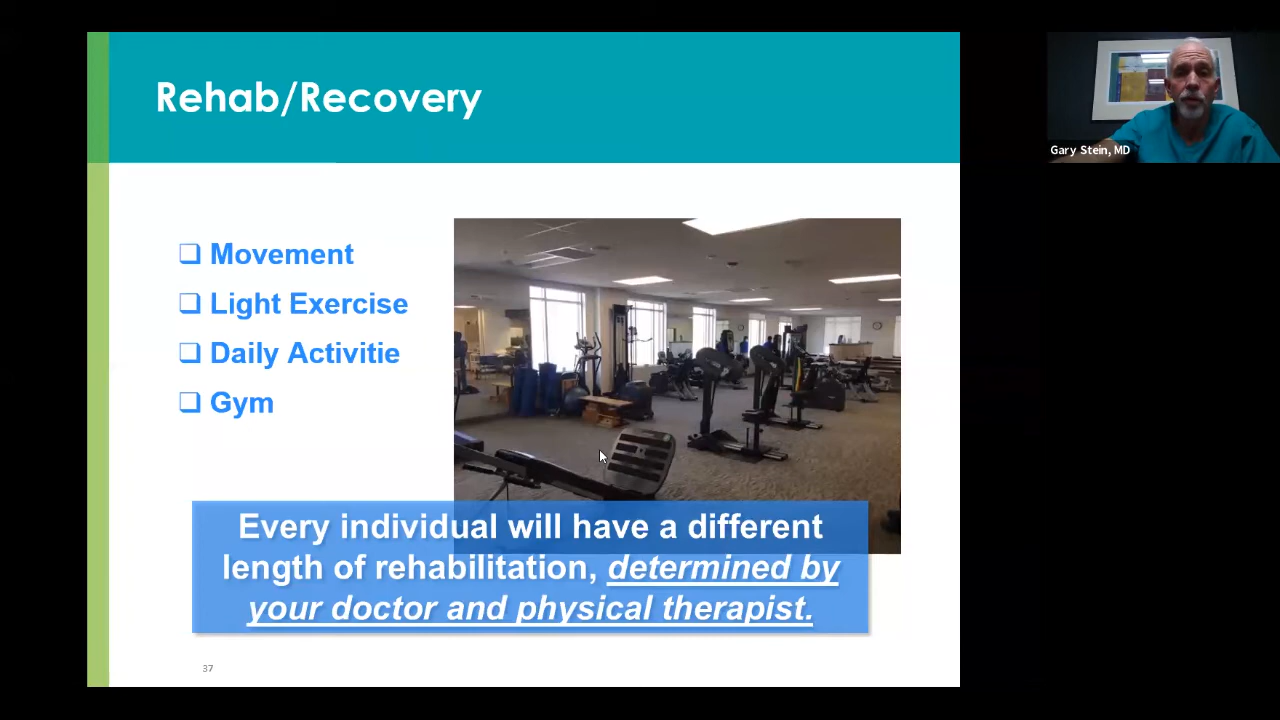 Rehab/Recovery
Gary Stein, MD
Movement
Light Exercise
Daily Activitie
Gym
Every individual will have a different
length of rehabilitation, determined by
your doctor and physical therapist.
37